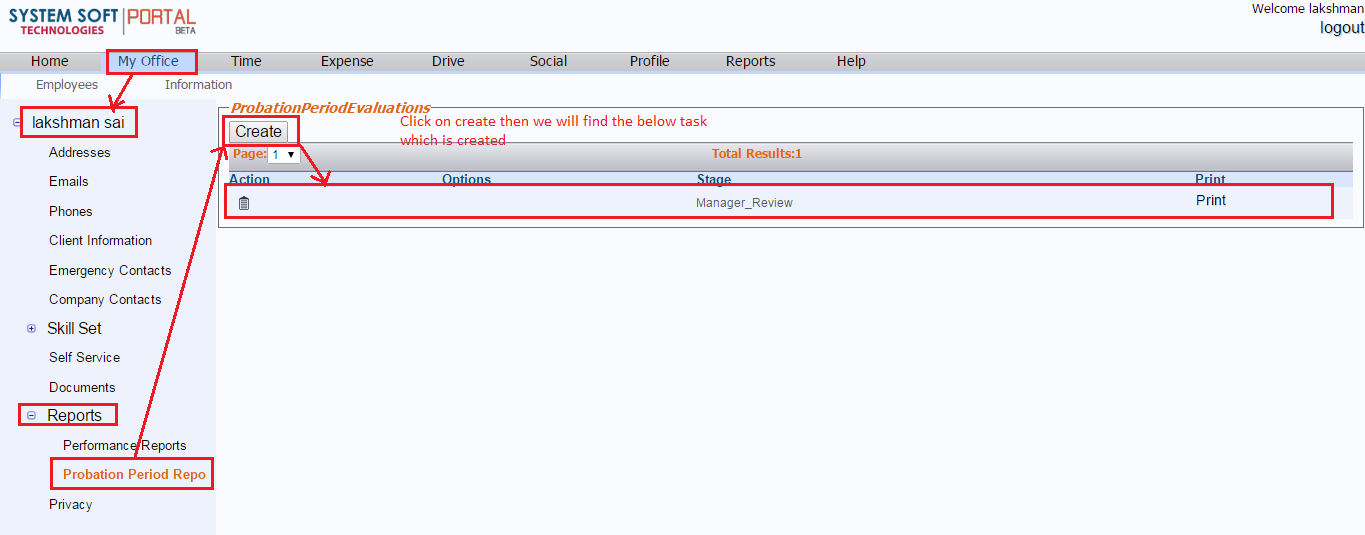 SYSTEM SOFT PORTAL
TECHNOLOGIES BETA
Welcome lakshman
logout
Home My Office Time Expense Drive Social Profile Reports Help
Employees Information
lakshman sai
Addresses
Emails
Phones
Client Information
Emergency Contacts
Company Contacts
Skill Set
Self Service
Documents
Reports
Performance Reports
Probation Period Repo
Privacy
ProbationPeriodEvaluations
Create
Click on create then we will find the below task
which is created
Page: 1 Total Results:1
Action Options Stage Print
Manager_Review Print